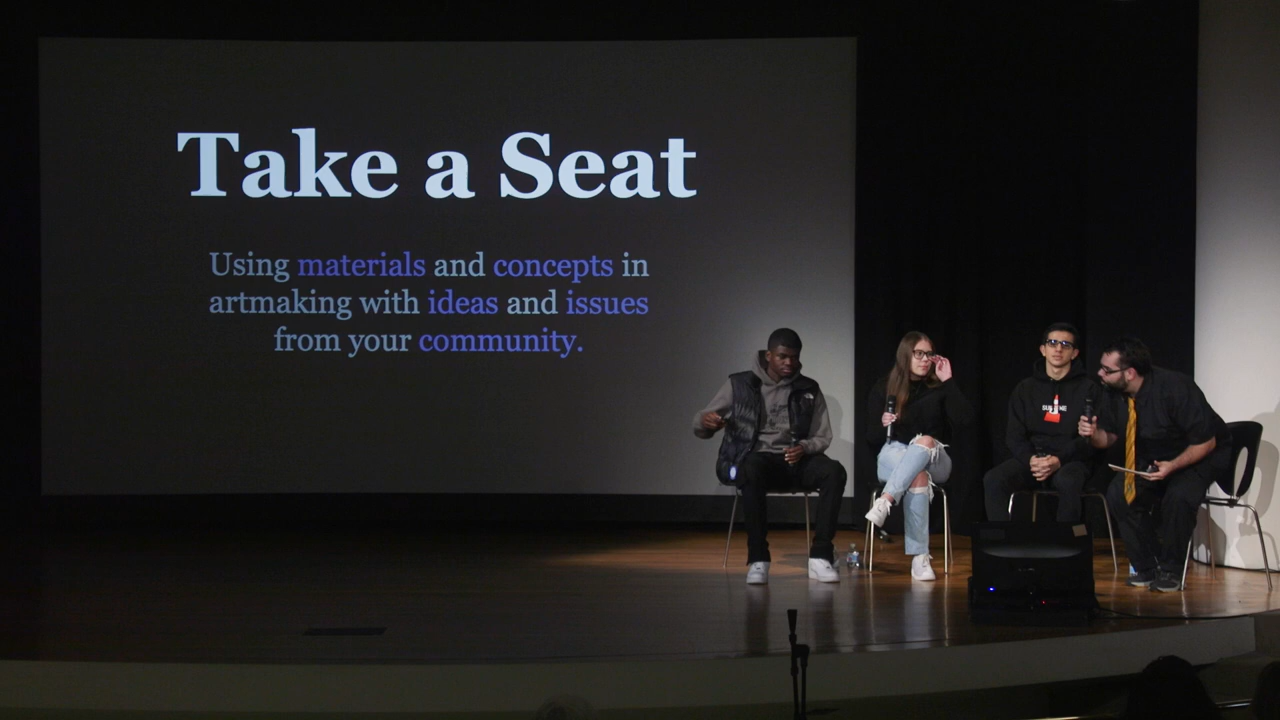 Take a Seat
Using materials and concepts in
artmaking with ideas and issues
from your community.